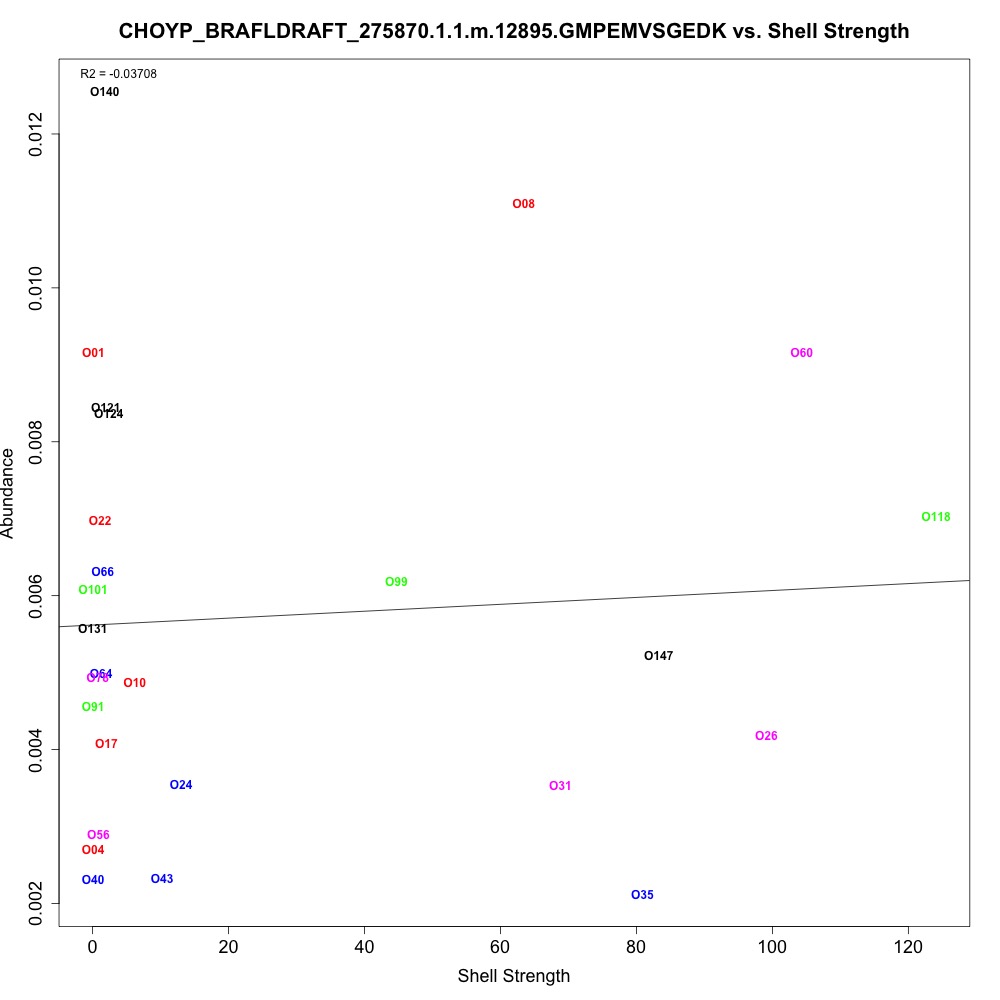 CHOYP_BRAFLDRAFT_275870.1.1.m.12895.GMPEMVSGEDK vs. Shell Strength
R2 = -0.03708
O140
0.012
O08
0.010
O01
O60
O121
O124
0.008
Abundance
O22
O118
O66
O99
O101
0.006
O131
O147
O64
O78
O10
O91
O26
O17
0.004
O24
O31
O56
O04
O40
O43
O35
0.002
0 20 40 60 80 100 120
Shell Strength